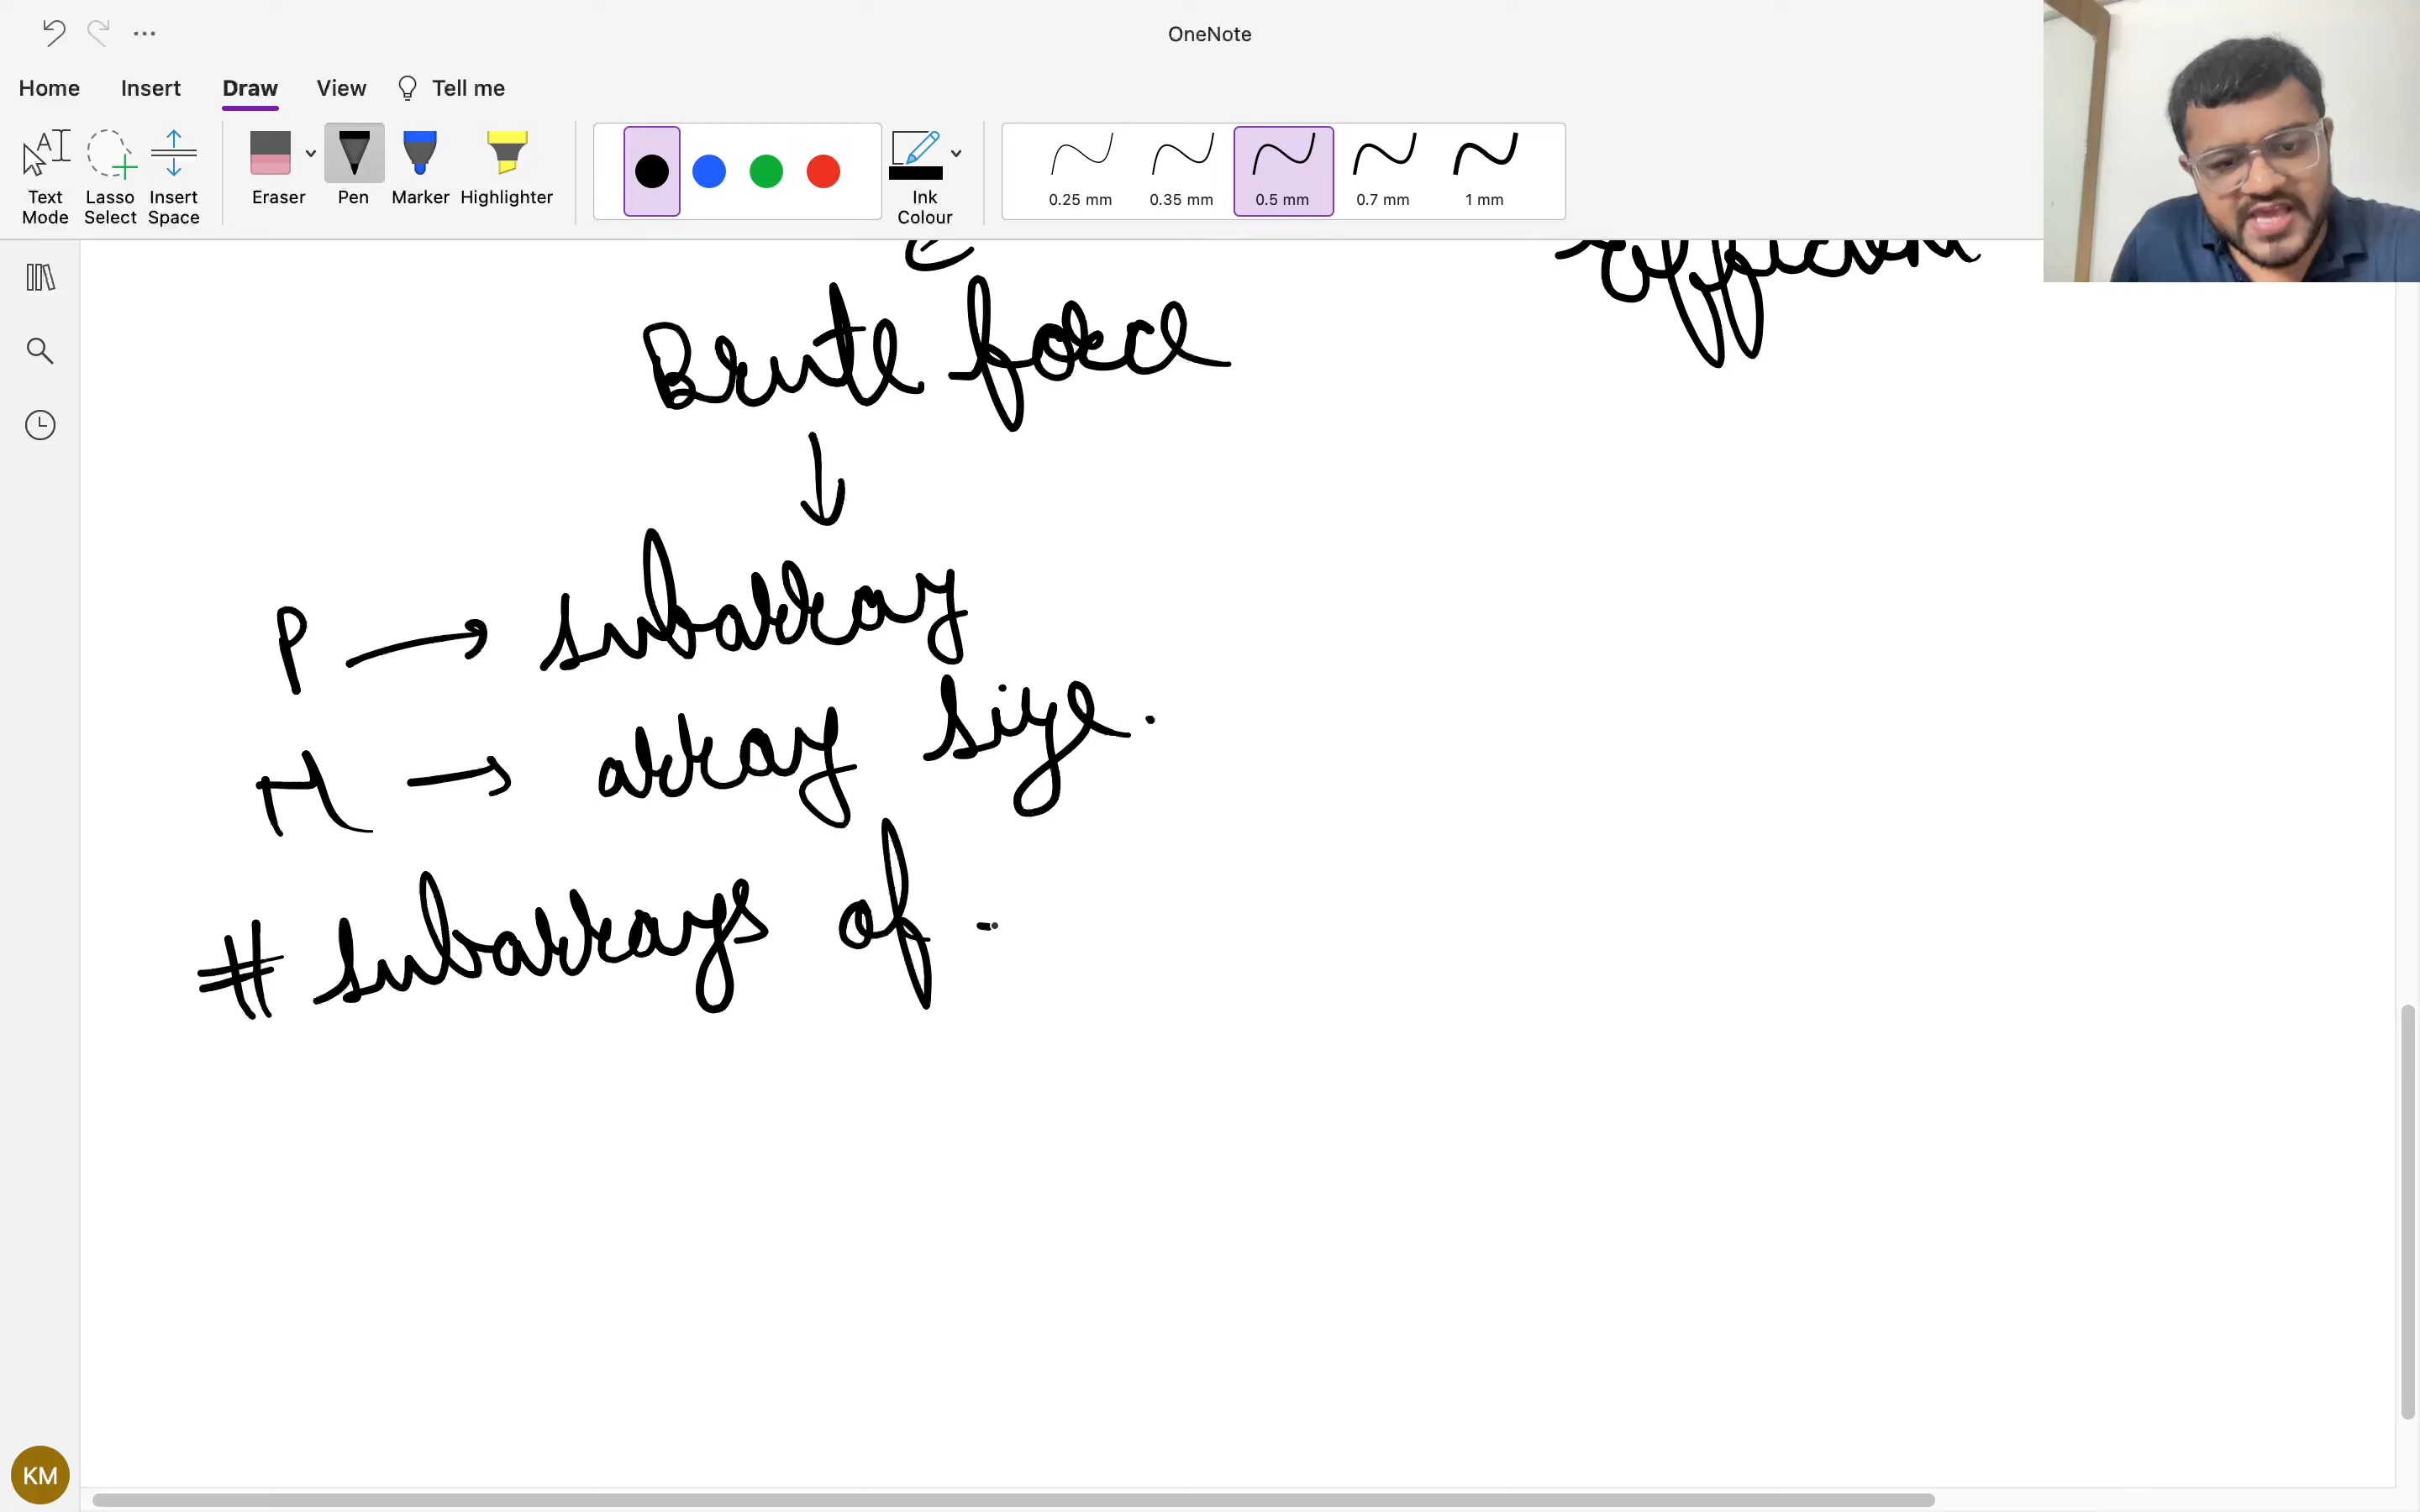 OneNote
Home Insert Draw View Tell me
Text Mode Lasso Select Insert Space Eraser Pen Marker Highlighter Ink Colour 0.25 mm 0.35 mm 0.5 mm 0.7 mm 1 mm
efficient
Brute force
P → subarray
N → array size.
# subarrays of -
KM